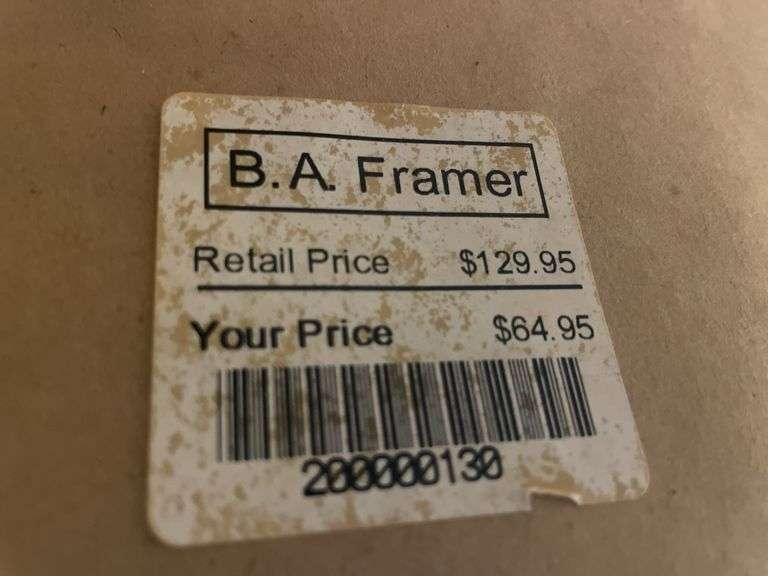 B.A. Framer
Retail Price $129.95
Your Price $64.95
200000130